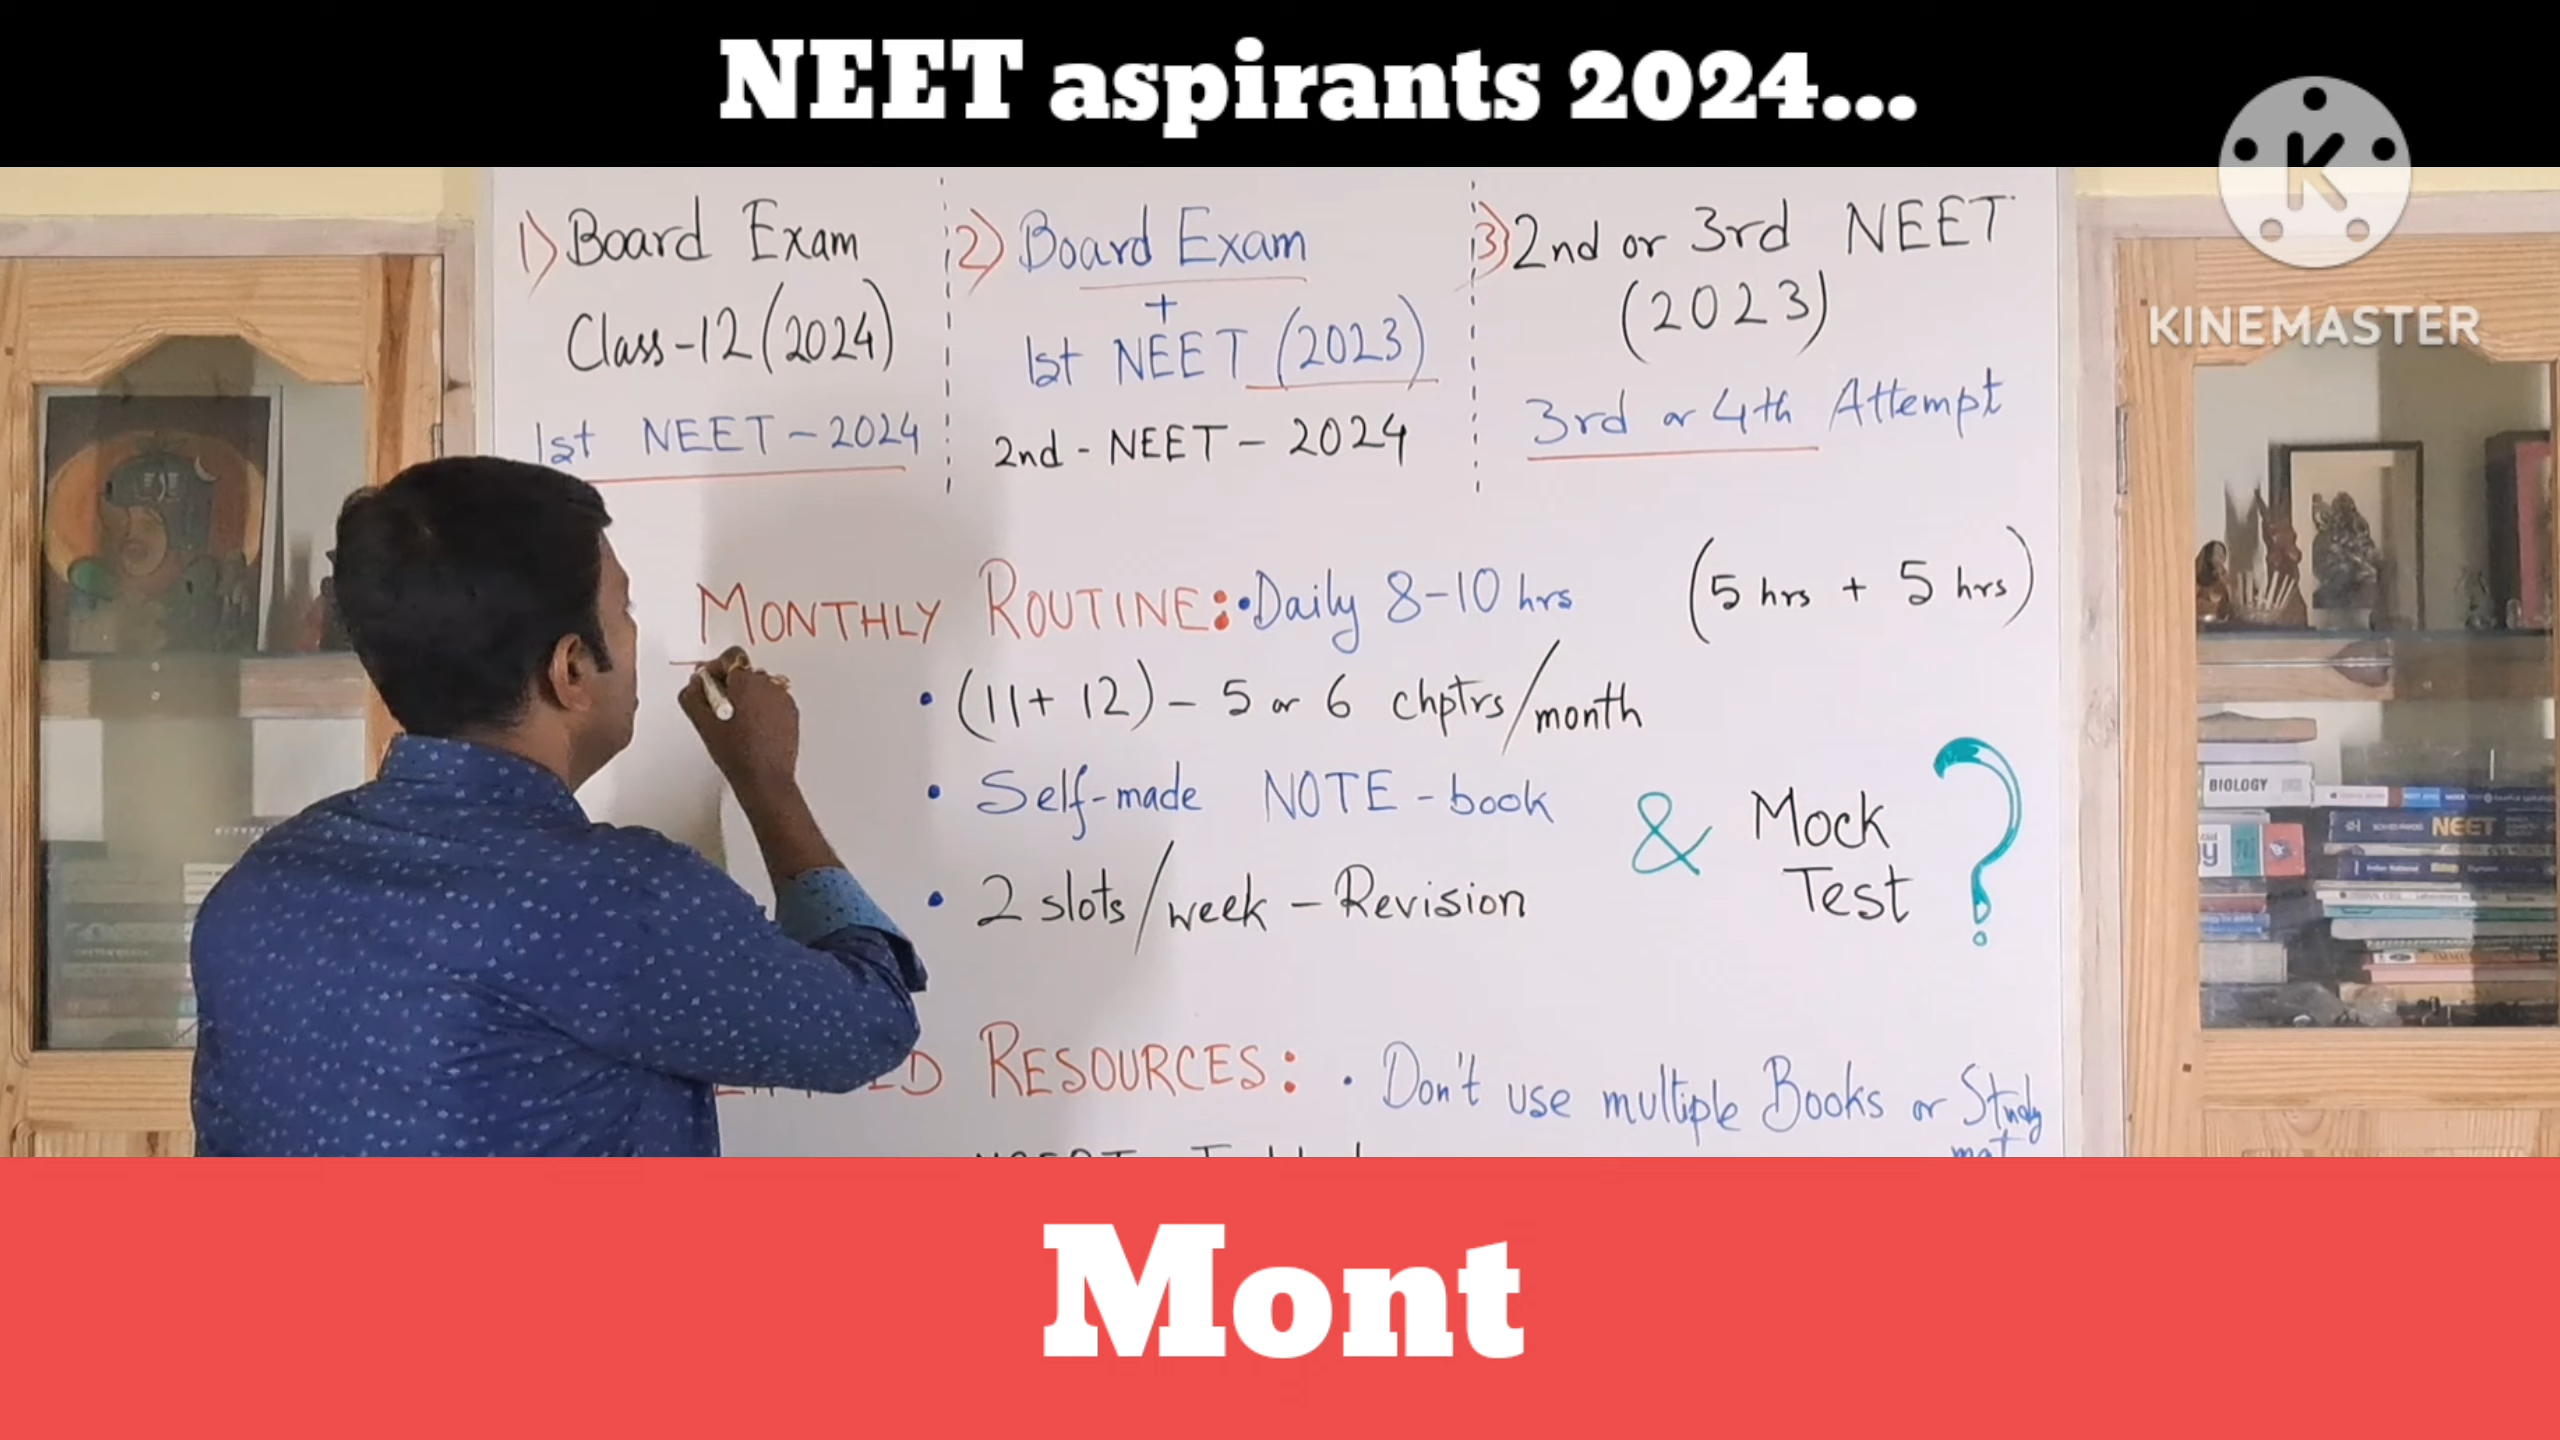 NEET aspirants 2024...
KINEMASTER
1) Board Exam
Class-12 (2024)
1st NEET - 2024
2) Board Exam
+
1st NEET (2023)
2nd - NEET - 2024
3) 2nd or 3rd NEET
(2023)
3rd or 4th Attempt
MONTHLY ROUTINE: • Daily 8-10 hrs (5 hrs + 5 hrs)
• (11 + 12) - 5 or 6 chptrs/month
• Self-made NOTE-book
• 2 slots/week - Revision
& Mock
Test ?
RESOURCES: • Don't use multiple Books or Study
BIOLOGY
NEET
Mont